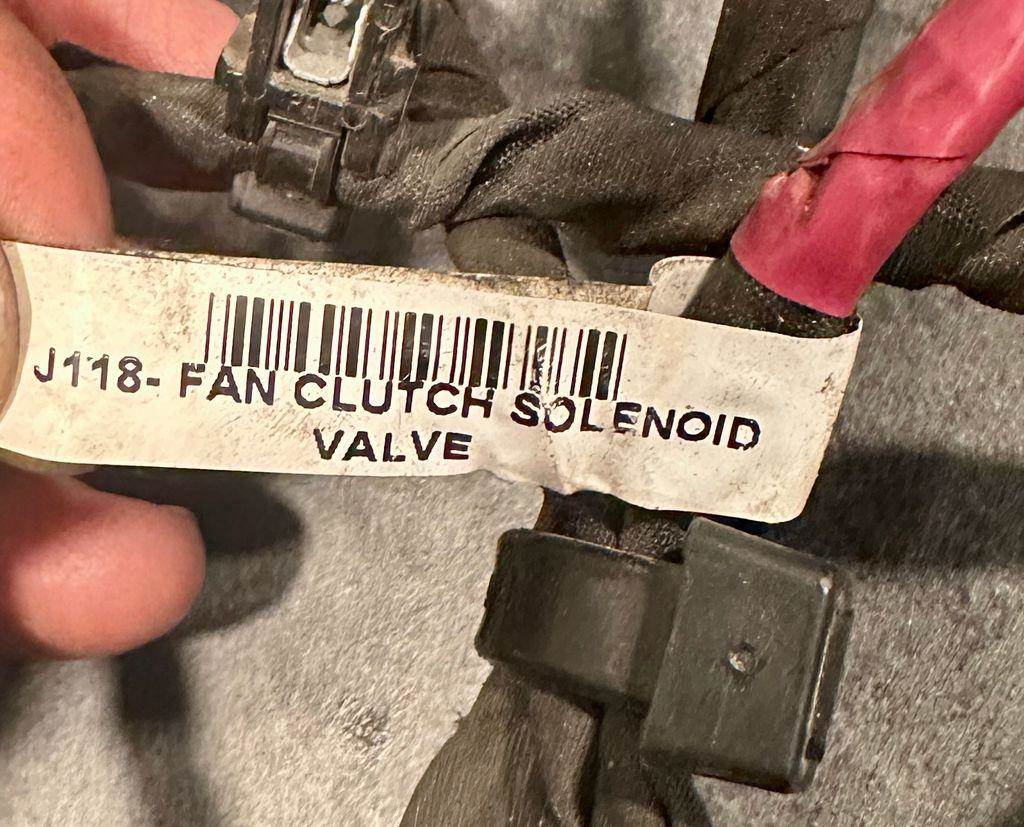 J118- FAN CLUTCH SOLENOID
VALVE